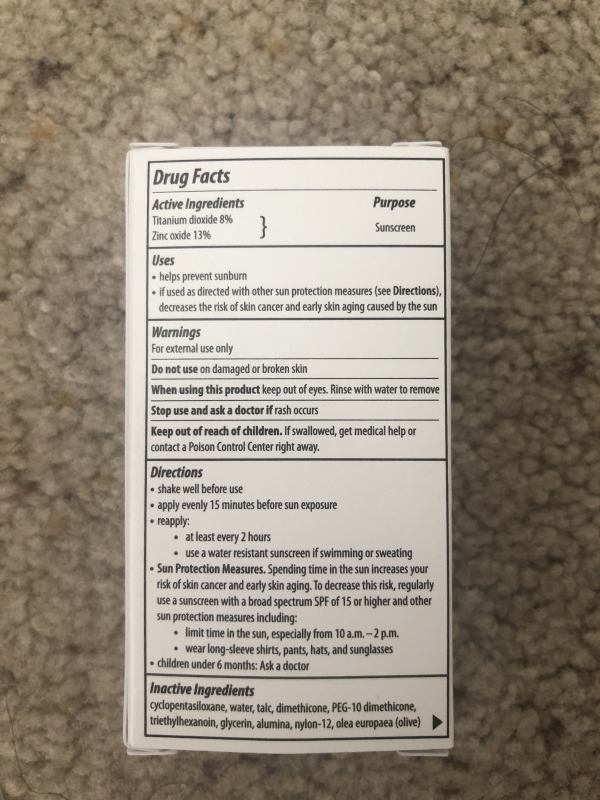 Drug Facts
Active Ingredients Purpose
Titanium dioxide 8%
Zinc oxide 13% } Sunscreen
Uses
• helps prevent sunburn
• if used as directed with other sun protection measures (see Directions),
decreases the risk of skin cancer and early skin aging caused by the sun
Warnings
For external use only
Do not use on damaged or broken skin
When using this product keep out of eyes. Rinse with water to remove
Stop use and ask a doctor if rash occurs
Keep out of reach of children. If swallowed, get medical help or
contact a Poison Control Center right away.
Directions
• shake well before use
• apply evenly 15 minutes before sun exposure
• reapply:
• at least every 2 hours
• use a water resistant sunscreen if swimming or sweating
• Sun Protection Measures. Spending time in the sun increases your
risk of skin cancer and early skin aging. To decrease this risk, regularly
use a sunscreen with a broad spectrum SPF of 15 or higher and other
sun protection measures including:
• limit time in the sun, especially from 10 a.m. – 2 p.m.
• wear long-sleeve shirts, pants, hats, and sunglasses
• children under 6 months: Ask a doctor
Inactive Ingredients
cyclopentasiloxane, water, talc, dimethicone, PEG-10 dimethicone,
triethylhexanoin, glycerin, alumina, nylon-12, olea europaea (olive)